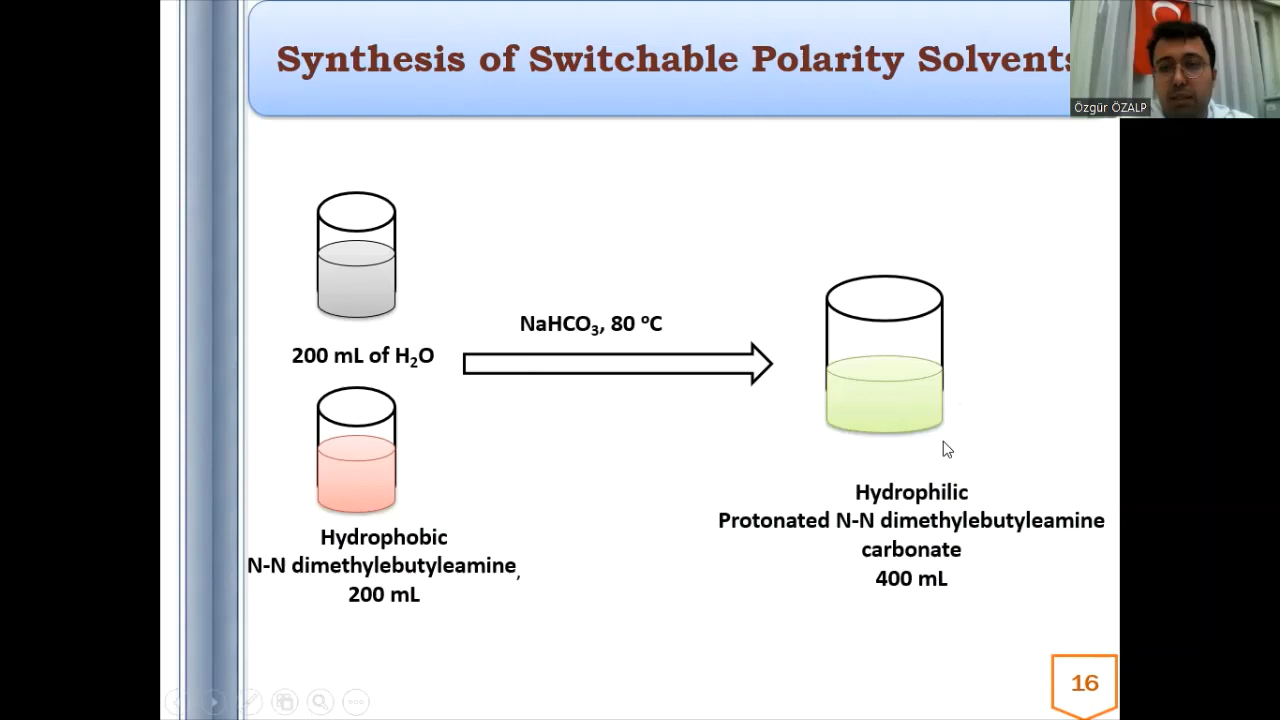 Synthesis of Switchable Polarity Solvents
Özgür ÖZALP
NaHCO₃, 80 ºC
200 mL of H₂O
Hydrophobic
N-N dimethylebutyleamine,
200 mL
Hydrophilic
Protonated N-N dimethylebutyleamine
carbonate
400 mL
16